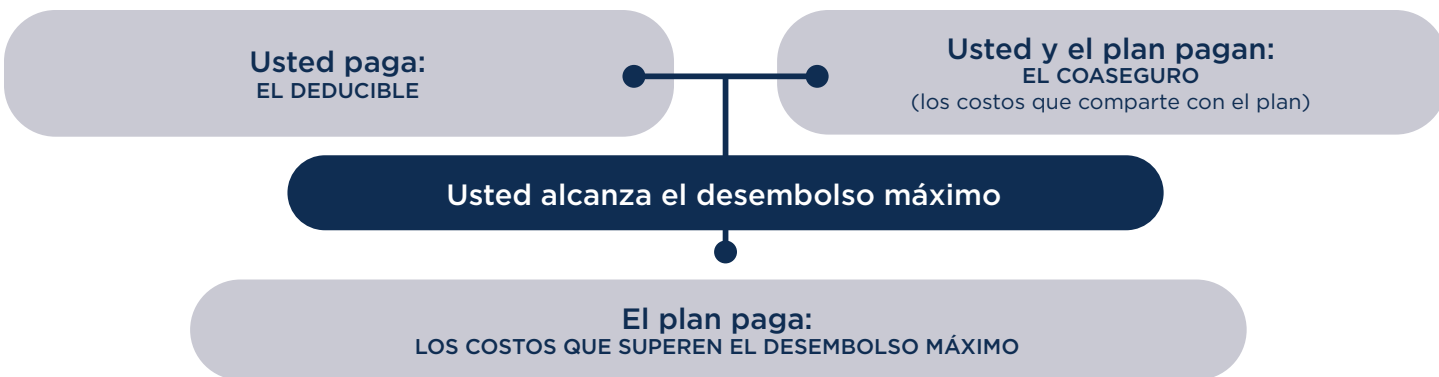 Usted paga:
EL DEDUCIBLE
Usted y el plan pagan:
EL COASEGURO
(los costos que comparte con el plan)
Usted alcanza el desembolso máximo
El plan paga:
LOS COSTOS QUE SUPEREN EL DESEMBOLSO MÁXIMO